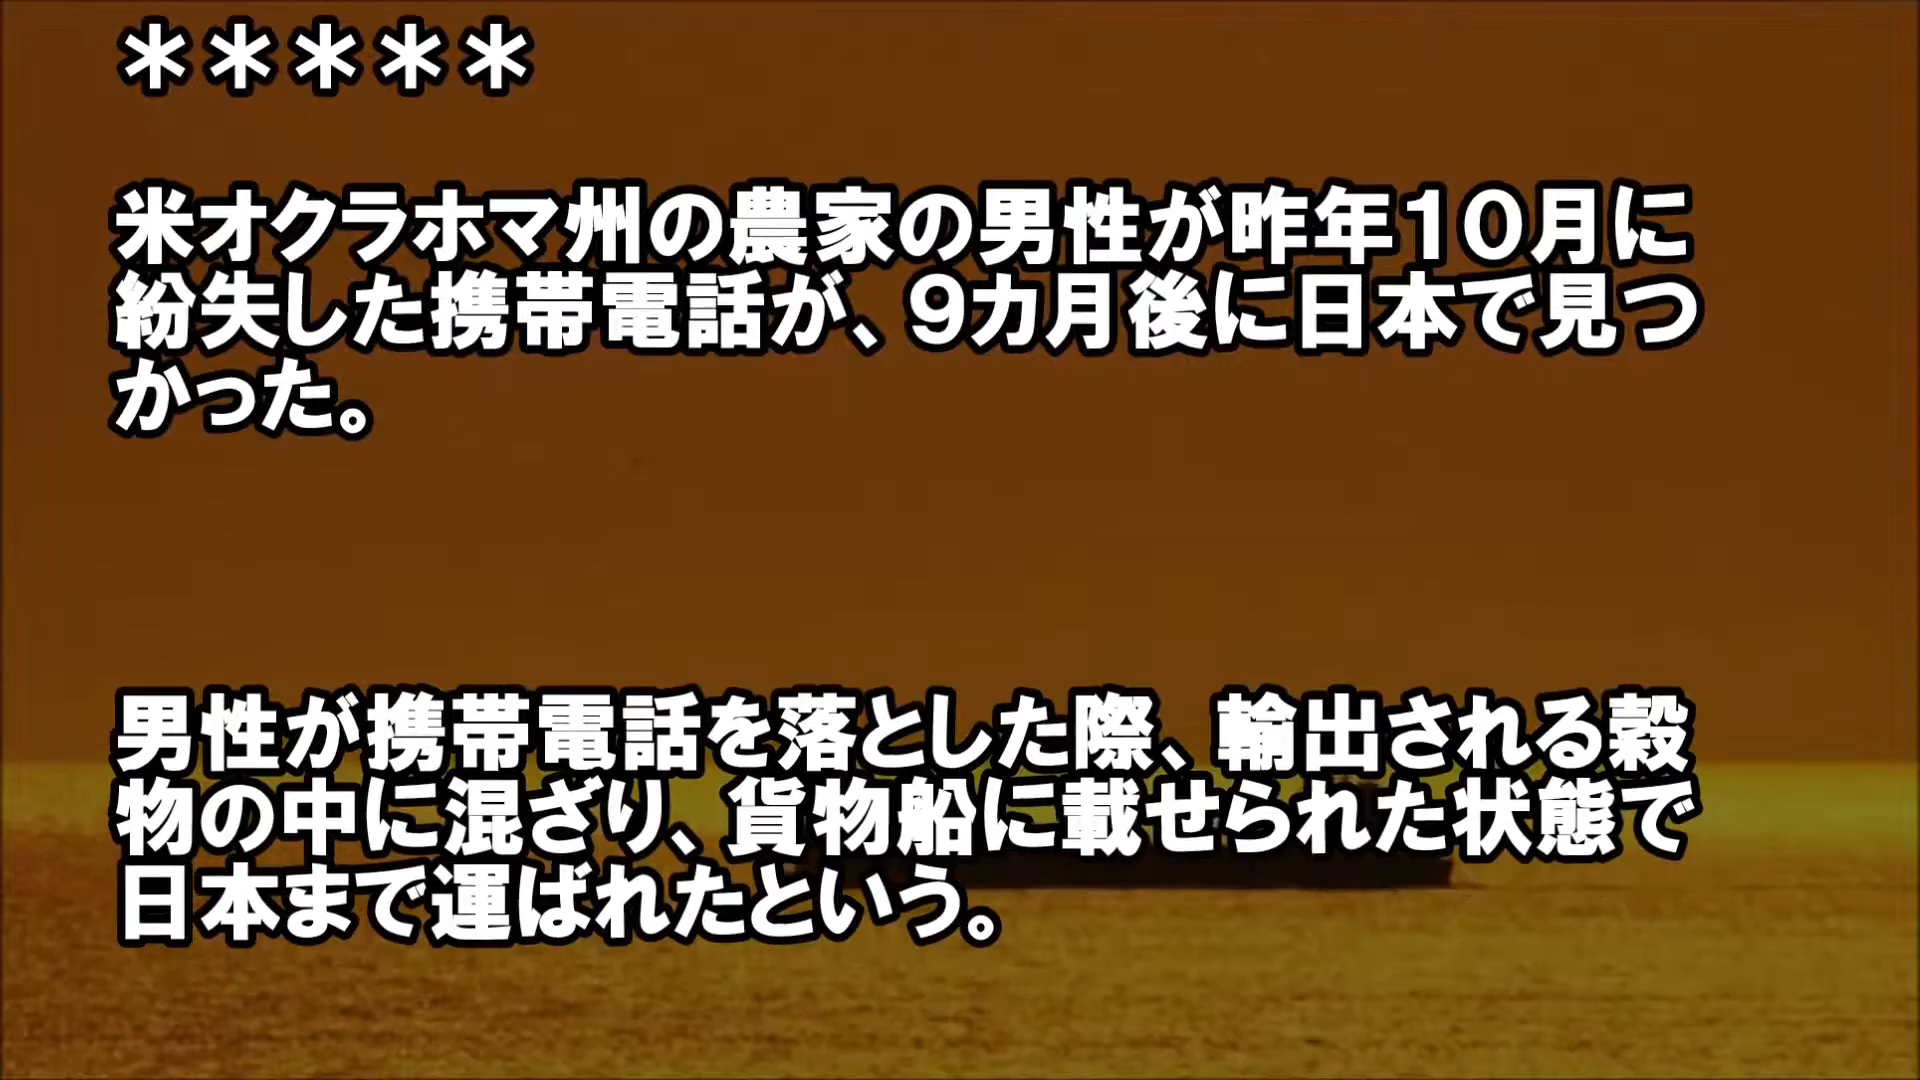 ＊＊＊＊＊
米オクラホマ州の農家の男性が昨年１０月に
紛失した携帯電話が、９カ月後に日本で見つ
かった。
男性が携帯電話を落とした際、輸出される穀
物の中に混ざり、貨物船に載せられた状態で
日本まで運ばれたという。